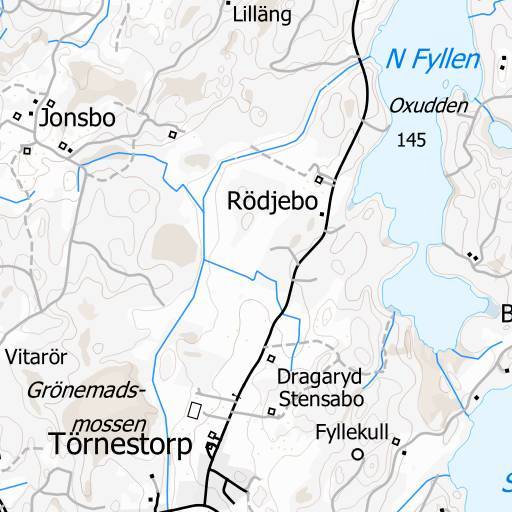 Lilläng
N Fyllen
Oxudden
Jonsbo
145
Rödjebo
B
Vitarör
Dragaryd
Grönemads-
Stensabo
mossen
Fyllekull
Törnestorp
S